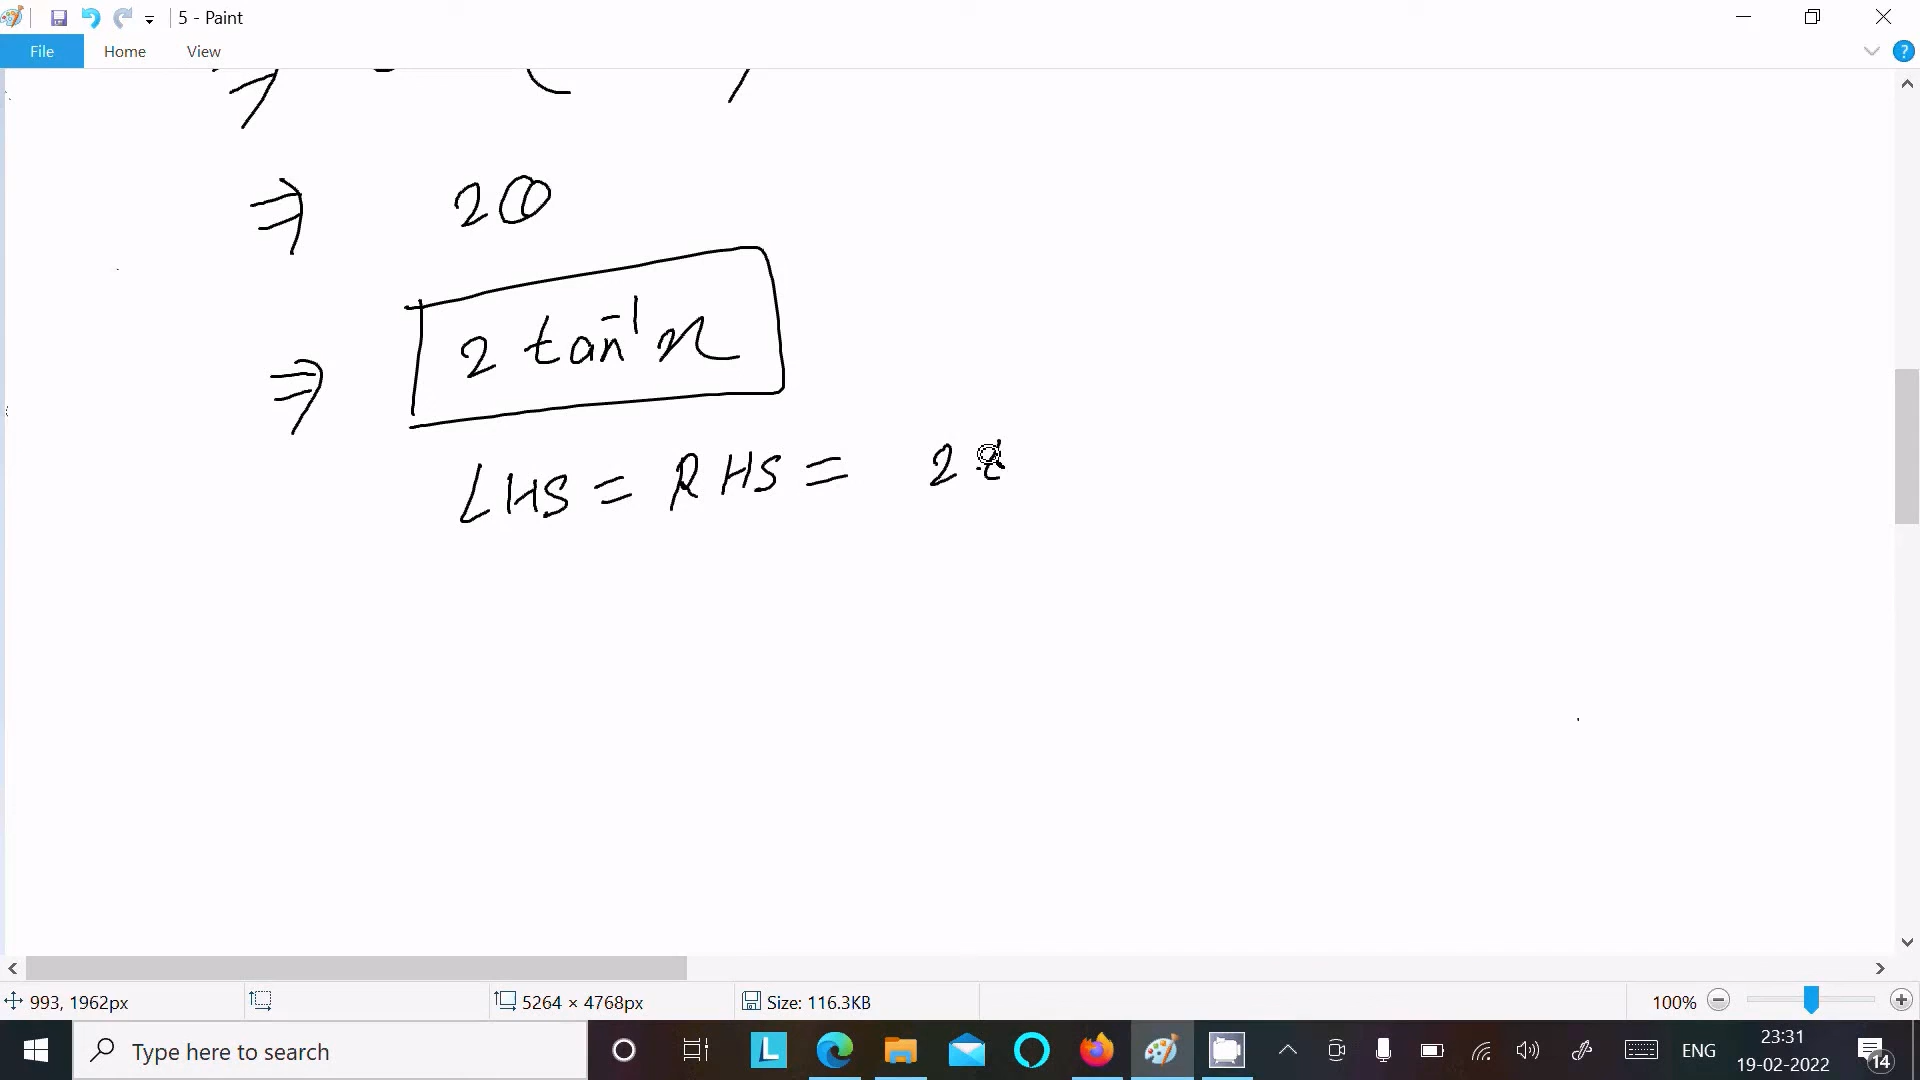 5 - Paint
File Home View
⇒ 2θ
⇒ 2 tan⁻¹ x
LHS = RHS = 2
993, 1962px 5264 × 4768px Size: 116.3KB 100%
Type here to search L ENG 23:31
19-02-2022 14